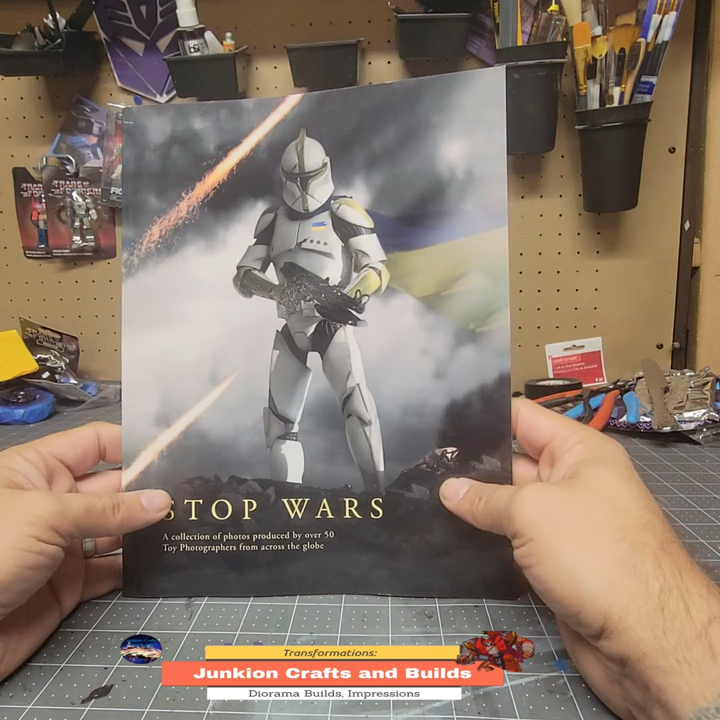 TRANSFORMERS
STOP WARS
A collection of photos produced by over 50
Toy Photographers from across the globe
Transformations:
Junkion Crafts and Builds
Diorama Builds, Impressions